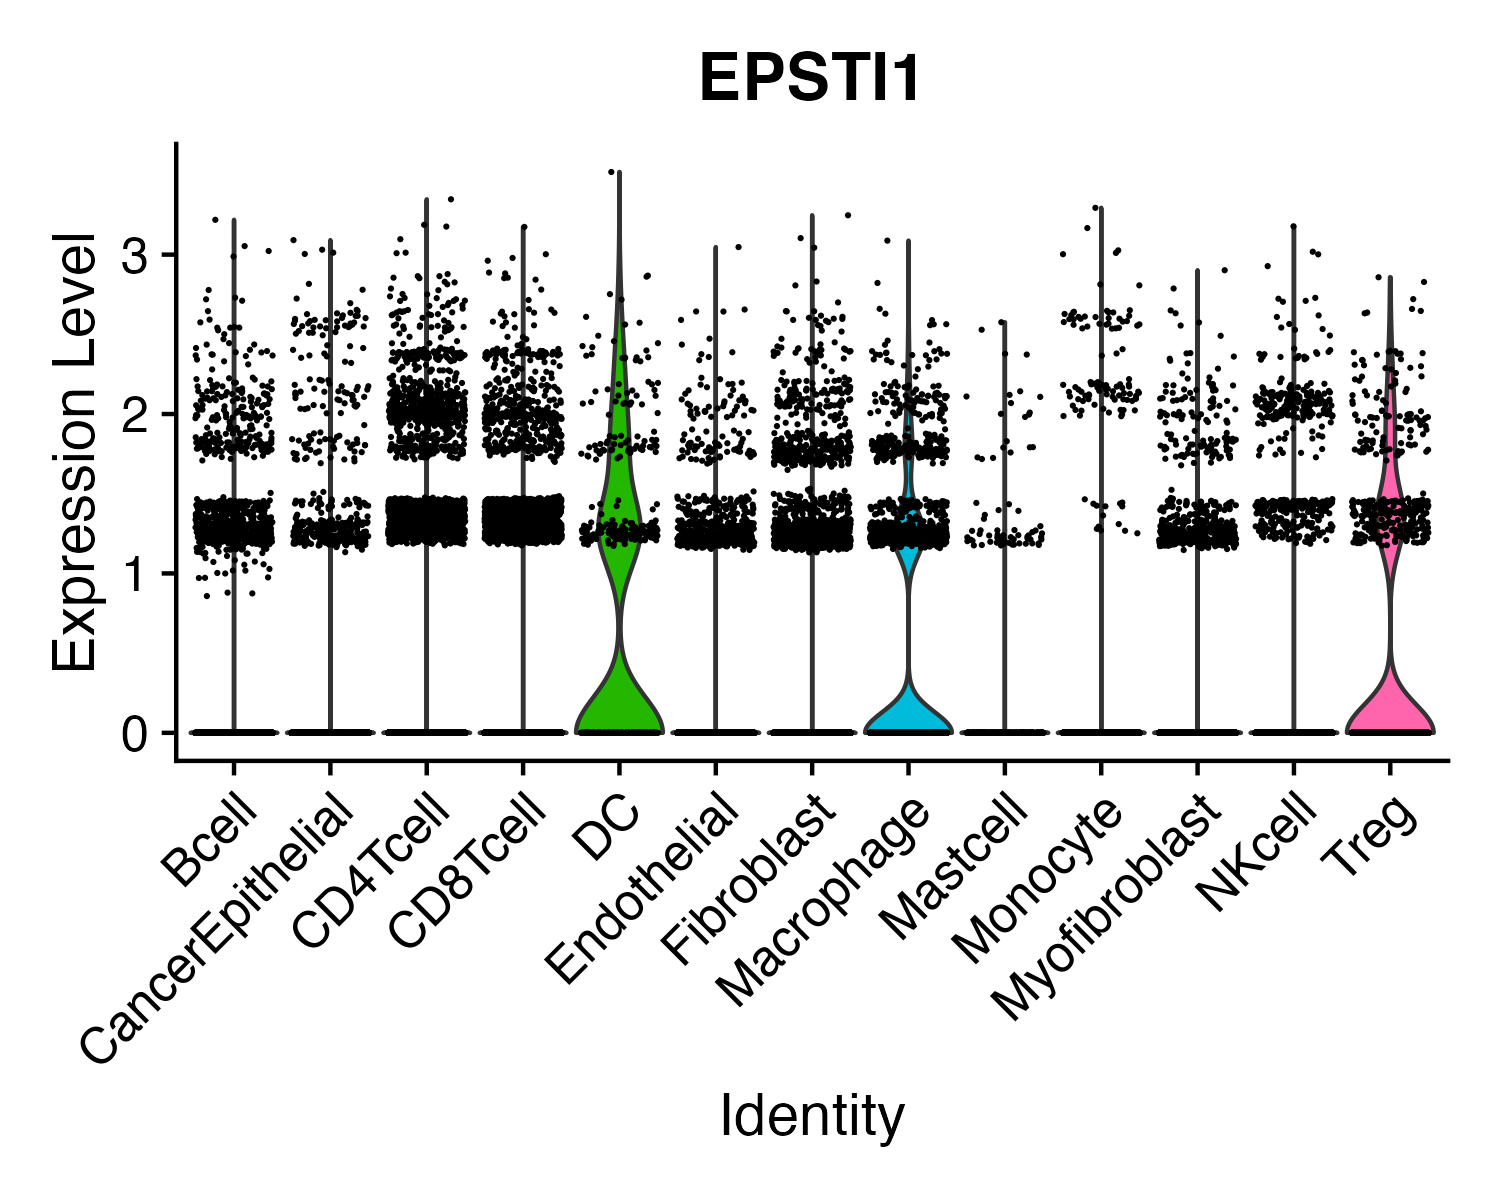 EPSTI1
Expression Level
3
2
1
0
Bcell
CancerEpithelial
CD4Tcell
CD8Tcell
DC
Endothelial
Fibroblast
Macrophage
Mastcell
Monocyte
Myofibroblast
NKcell
Treg
Identity